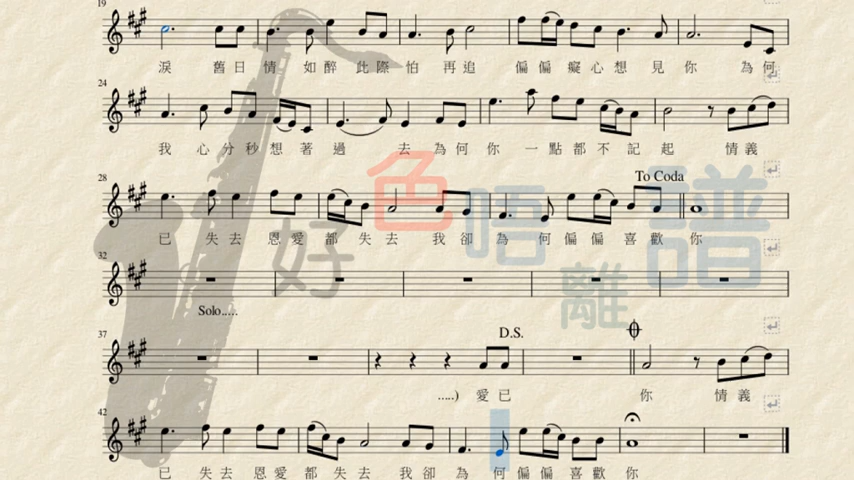 19
淚 舊日 情 如醉 此際 怕 再追 偏偏 癡心想 見你 為何
24
我 心分秒想著過 去 為何你 一點都不記起 情義
To Coda
28
已 失去 恩愛 都失去 我卻 為 何偏偏喜歡你
32
Solo.....
37
D.S.
.....) 愛已 你 情義
42
已 失去 恩愛 都失去 我卻 為 何偏偏喜歡你
好色唔離譜